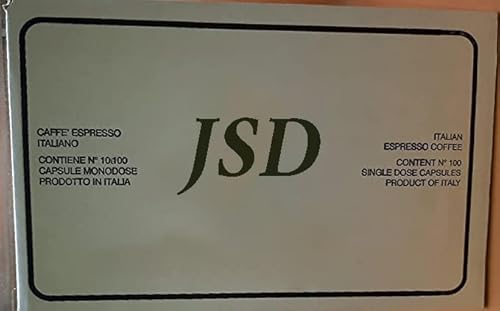 CAFFE' ESPRESSO
ITALIANO
CONTIENE N° 10:100
CAPSULE MONODOSE
PRODOTTO IN ITALIA
JSD
ITALIAN
ESPRESSO COFFEE
CONTENT N° 100
SINGLE DOSE CAPSULES
PRODUCT OF ITALY